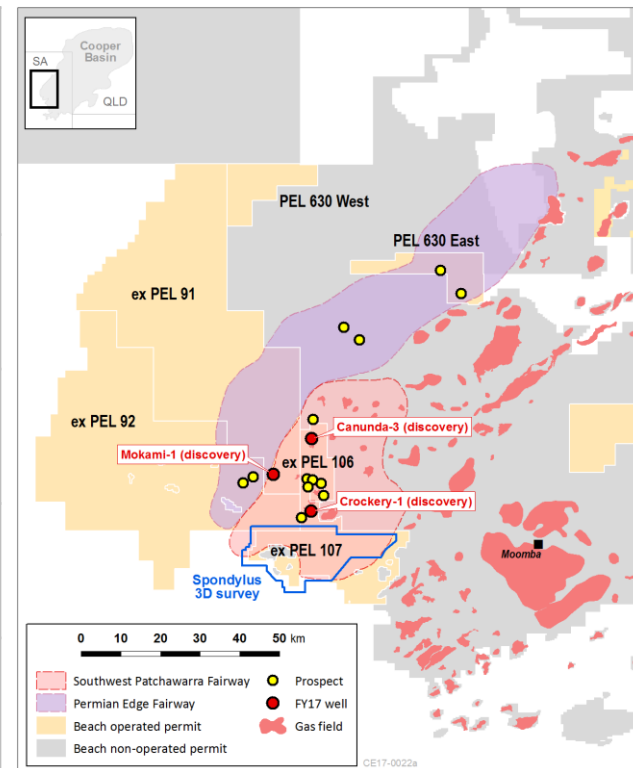 Cooper
Basin
SA
QLD
PEL 630 West
PEL 630 East
ex PEL 91
ex PEL 92
Canunda-3 (discovery)
Mokami-1 (discovery)
ex PEL 106
Crockery-1 (discovery)
ex PEL 107
Moomba
Spondylus
3D survey
0 10 20 30 40 50 km
Southwest Patchawarra Fairway
Prospect
Permian Edge Fairway
FY17 well
Beach operated permit
Gas field
Beach non-operated permit
CE17-0022a